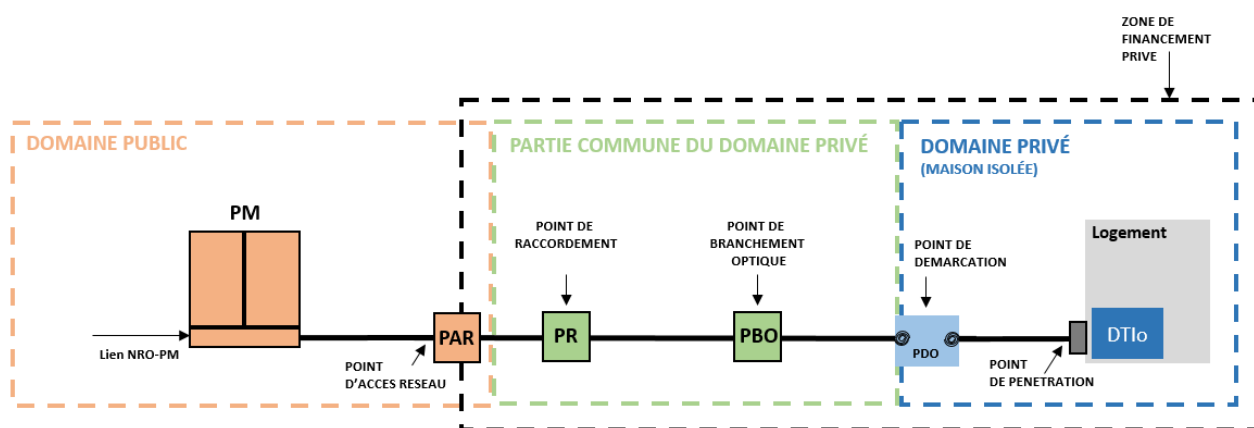 ZONE DE
FINANCEMENT
PRIVE
DOMAINE PUBLIC
PARTIE COMMUNE DU DOMAINE PRIVÉ
DOMAINE PRIVÉ
(MAISON ISOLÉE)
PM
POINT DE
RACCORDEMENT
POINT DE
BRANCHEMENT
OPTIQUE
POINT DE
DEMARCATION
Logement
PAR
PR
PBO
PDO
DTIo
Lien NRO-PM
POINT
D'ACCES RESEAU
POINT
DE PENETRATION